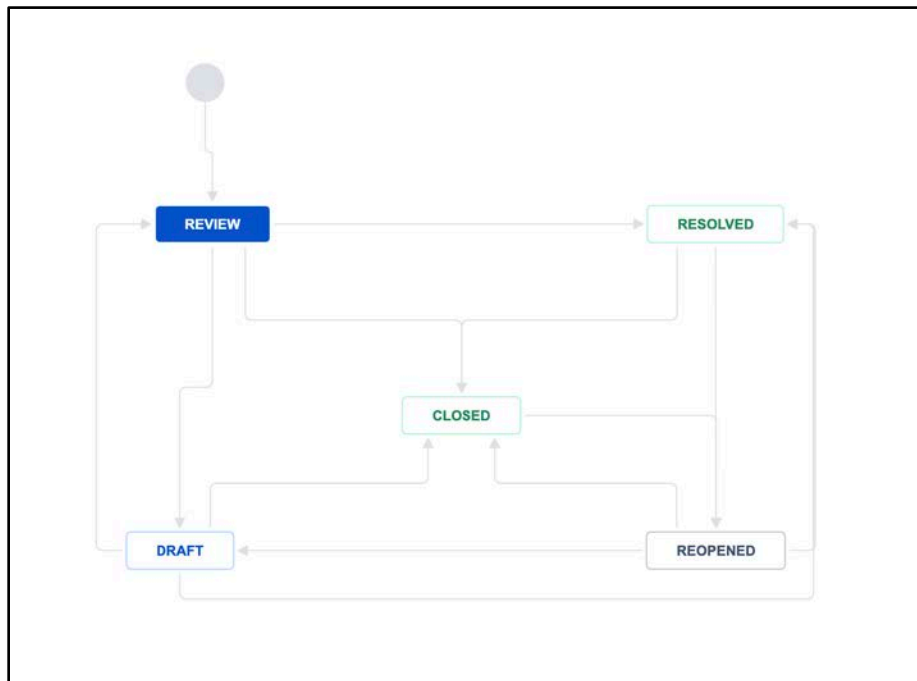 REVIEW
RESOLVED
CLOSED
DRAFT
REOPENED